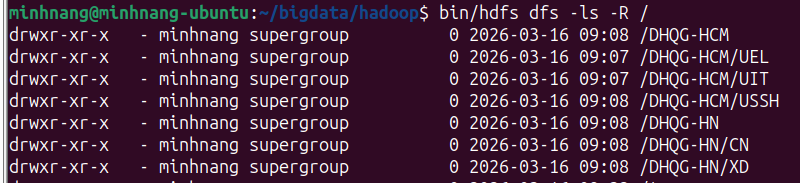 minhnang@minhnang-ubuntu:~/bigdata/hadoop$ bin/hdfs dfs -ls -R /
drwxr-xr-x   - minhnang supergroup          0 2026-03-16 09:08 /DHQG-HCM
drwxr-xr-x   - minhnang supergroup          0 2026-03-16 09:07 /DHQG-HCM/UEL
drwxr-xr-x   - minhnang supergroup          0 2026-03-16 09:07 /DHQG-HCM/UIT
drwxr-xr-x   - minhnang supergroup          0 2026-03-16 09:08 /DHQG-HCM/USSH
drwxr-xr-x   - minhnang supergroup          0 2026-03-16 09:08 /DHQG-HN
drwxr-xr-x   - minhnang supergroup          0 2026-03-16 09:08 /DHQG-HN/CN
drwxr-xr-x   - minhnang supergroup          0 2026-03-16 09:08 /DHQG-HN/XD